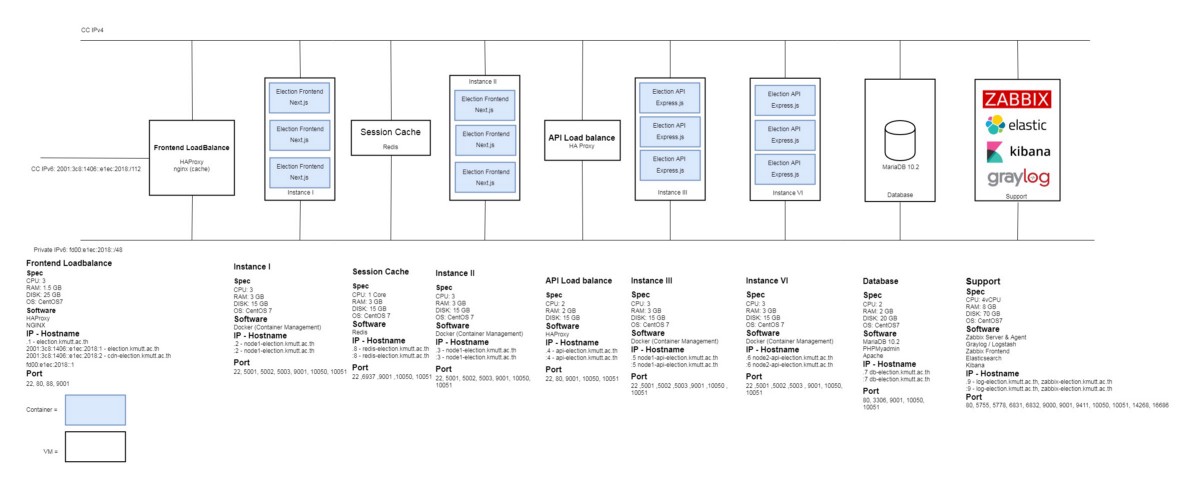 CC IPv4
Instance II
Election Frontend
Next.js
Election Frontend
Next.js
Election Frontend
Next.js
Instance I
Election Frontend
Next.js
Election Frontend
Next.js
Election Frontend
Next.js
Frontend LoadBalance
HAProxy
nginx (cache)
CC IPv6: 2001:3c8:1406::e1ec:2018:/112
Session Cache
Redis
API Load balance
HA Proxy
Election API
Express.js
Election API
Express.js
Election API
Express.js
Instance III
Election API
Express.js
Election API
Express.js
Election API
Express.js
Instance VI
MariaDB 10.2
Database
ZABBIX
elastic
kibana
graylog
Support
Private IPv6: fd00:e1ec:2018::/48
Frontend Loadbalance
Spec
CPU: 3
RAM: 1.5 GB
DISK: 25 GB
OS: CentOS7
Software
HAProxy
NGINX
IP - Hostname
.1 - election.kmutt.ac.th
2001:3c8:1406::e1ec:2018:1 - election.kmutt.ac.th
2001:3c8:1406::e1ec:2018:2 - cdn-election.kmutt.ac.th
fd00:e1ec:2018::1
Port
22, 80, 88, 9001
Instance I
Spec
CPU: 3
RAM: 3 GB
DISK: 15 GB
OS: CentOS 7
Software
Docker (Container Management)
IP - Hostname
.2 - node1-election.kmutt.ac.th
:2 - node1-election.kmutt.ac.th
Port
22, 5001, 5002, 5003, 9001, 10050, 10051
Session Cache
Spec
CPU: 1 Core
RAM: 3 GB
DISK: 15 GB
OS: CentOS 7
Software
Redis
IP - Hostname
.8 - redis-election.kmutt.ac.th
:8 - redis-election.kmutt.ac.th
Port
22 ,6937 ,9001 ,10050, 10051
Instance II
Spec
CPU: 3
RAM: 3 GB
DISK: 15 GB
OS: CentOS 7
Software
Docker (Container Management)
IP - Hostname
.3 - node1-election.kmutt.ac.th
:3 - node1-election.kmutt.ac.th
Port
22, 5001, 5002, 5003, 9001, 10050,
10051
API Load balance
Spec
CPU: 2
RAM: 2 GB
DISK: 15 GB
OS: CentOS 7
Software
HAProxy
IP - Hostname
.4 - api-election.kmutt.ac.th
:4 - api-election.kmutt.ac.th
Port
22, 80, 9001, 10050, 10051
Instance III
Spec
CPU: 3
RAM: 3 GB
DISK: 15 GB
OS: CentOS 7
Software
Docker (Container Management)
IP - Hostname
.5 node1-api-election.kmutt.ac.th
:5 node1-api-election.kmutt.ac.th
Port
22 ,5001 ,5002 ,5003 ,9001 ,10050 ,
10051
Instance VI
Spec
CPU: 3
RAM: 3 GB
DISK: 15 GB
OS: CentOS 7
Software
Docker (Container Management)
IP - Hostname
.6 node2-api-election.kmutt.ac.th
:6 node2-api-election.kmutt.ac.th
Port
22 ,5001 ,5002, 5003, 9001, 10050,
10051
Database
Spec
CPU: 2
RAM: 2 GB
DISK: 20 GB
OS: CentOS7
Software
MariaDB 10.2
PHPMyadmin
Apache
IP - Hostname
.7 db-election.kmutt.ac.th
:7 db-election.kmutt.ac.th
Port
80, 3306, 9001, 10050,
10051
Support
Spec
CPU: 4vCPU
RAM: 8 GB
DISK: 70 GB
OS: CentOS7
Software
Zabbix Server & Agent
Graylog / Logstash
Zabbix Frontend
Elasticsearch
Kibana
IP - Hostname
.9 - log-election.kmutt.ac.th, zabbix-election.kmutt.ac.th
:9 - log-election.kmutt.ac.th, zabbix-election.kmutt.ac.th
Port
80, 5755, 5779, 6831, 6832, 9000, 9001, 9411, 10050, 10051, 14268, 16686
Container =
VM =